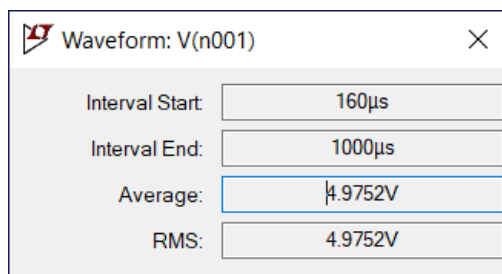 Waveform: V(n001)
Interval Start: 160µs
Interval End: 1000µs
Average: 4.9752V
RMS: 4.9752V